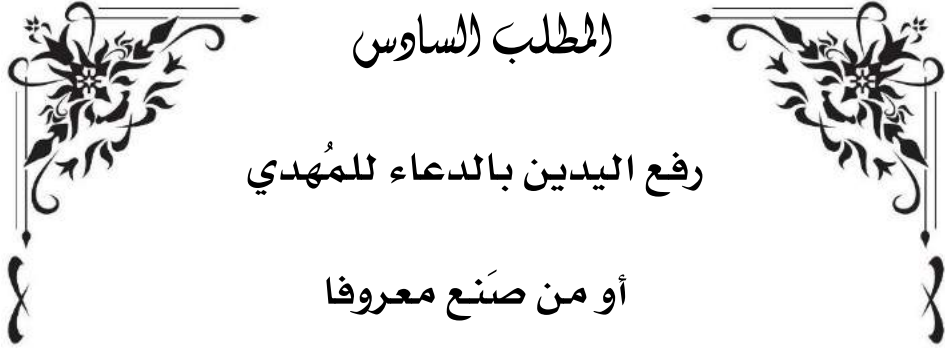 المطلب السادس
رفع اليدين بالدعاء للمُهدي
أو من صَنع معروفا